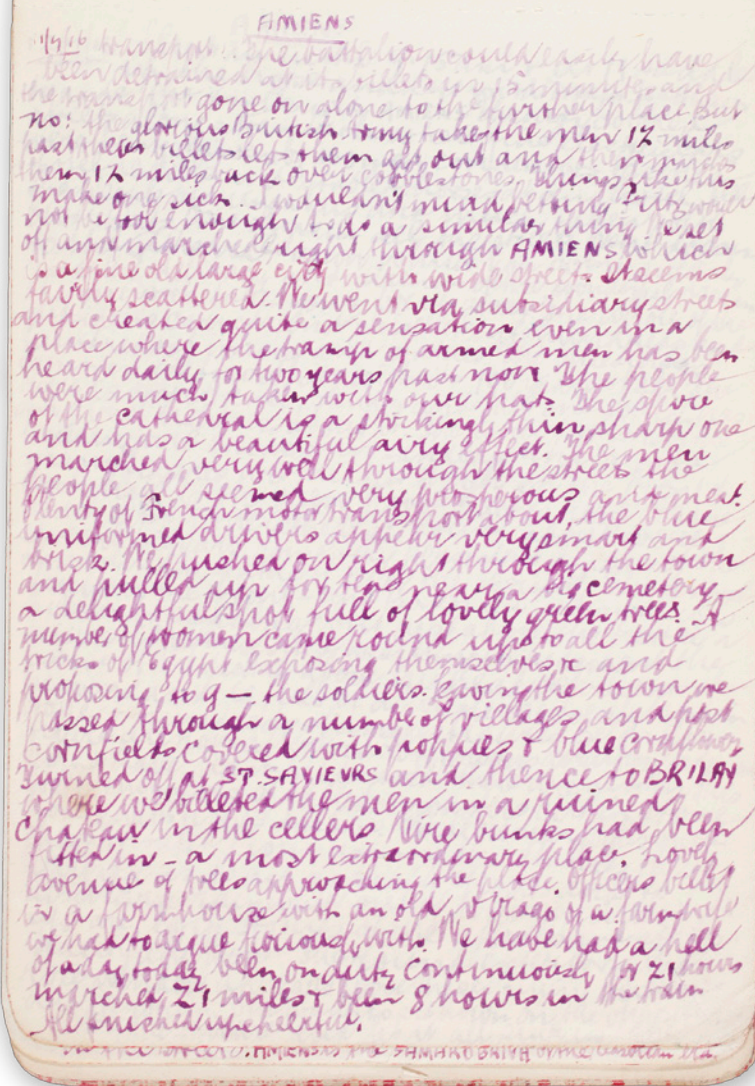 AMIENS
1/7/16 transport. The battalion could easily have
been detrained at its billets in 15 minutes and
the transport gone on alone to the further place. But
no! the glorious British Army takes the men 12 miles
past their billets lets them get out and then marches
them 12 miles back over cobblestones. Things like this
make one sick. I wouldn't mind betting Fritz would
not be fool enough to do a similar thing. We set
off and marched right through AMIENS which
is a fine old large city with wide streets. It seems
fairly scattered. We went via subsidiary streets
and created quite a sensation even in a
place where the tramp of armed men has been
heard daily for two years past now. The people
were much taken with our hats. The spire
of the cathedral is a striking thin sharp one
and has a beautiful airy effect. The men
marched very well through the streets the
people all seemed very prosperous and neat.
Plenty of French motor transport about, the blue
uniformed drivers appear very smart and
brisk. We pushed on right through the town
and pulled up for tea near a big cemetery
a delightful spot full of lovely green trees. A
number of women came round up to all the
tricks of Egypt exposing themselves & and
proposing to g— the soldiers. Leaving the town we
passed through a number of villages and past
cornfields covered with poppies & blue cornflowers
Turned off at ST. SAVIEURS and thence to BRILAY
where we billeted the men in a ruined
Chateau in the cellers. Wire bunks had been
fitted in - a most extraordinary place. Lovely
avenue of trees approaching the place. Officers billet
in a farmhouse with an old virago of a farmwife
we had to argue ferociously with. We have had a hell
of a day today been on duty continuously for 21 hours
marched 21 miles & been 8 hours in the train
All finished up cheerful.
AMIENS is the SAMAROBRIVA of the